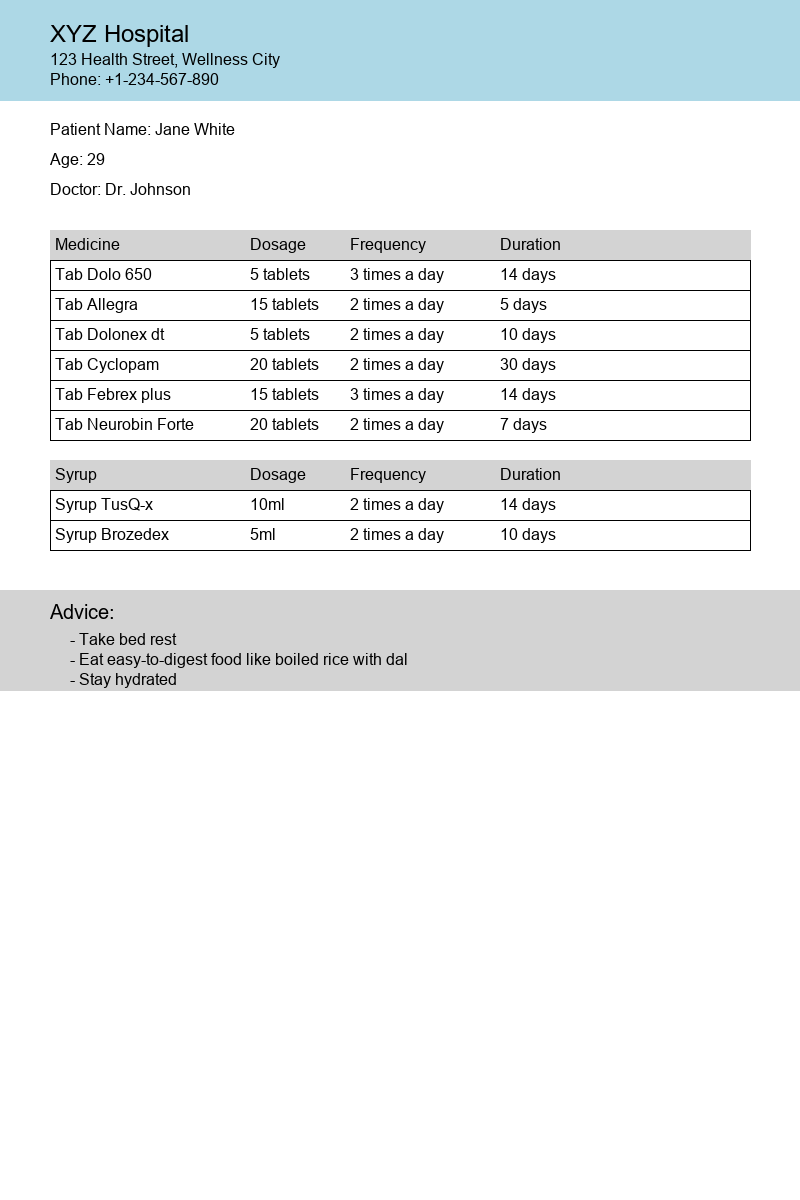 XYZ Hospital
123 Health Street, Wellness City
Phone: +1-234-567-890
Patient Name: Jane White
Age: 29
Doctor: Dr. Johnson
Medicine Dosage Frequency Duration
Tab Dolo 650 5 tablets 3 times a day 14 days
Tab Allegra 15 tablets 2 times a day 5 days
Tab Dolonex dt 5 tablets 2 times a day 10 days
Tab Cyclopam 20 tablets 2 times a day 30 days
Tab Febrex plus 15 tablets 3 times a day 14 days
Tab Neurobin Forte 20 tablets 2 times a day 7 days
Syrup Dosage Frequency Duration
Syrup TusQ-x 10ml 2 times a day 14 days
Syrup Brozedex 5ml 2 times a day 10 days
Advice:
- Take bed rest
- Eat easy-to-digest food like boiled rice with dal
- Stay hydrated